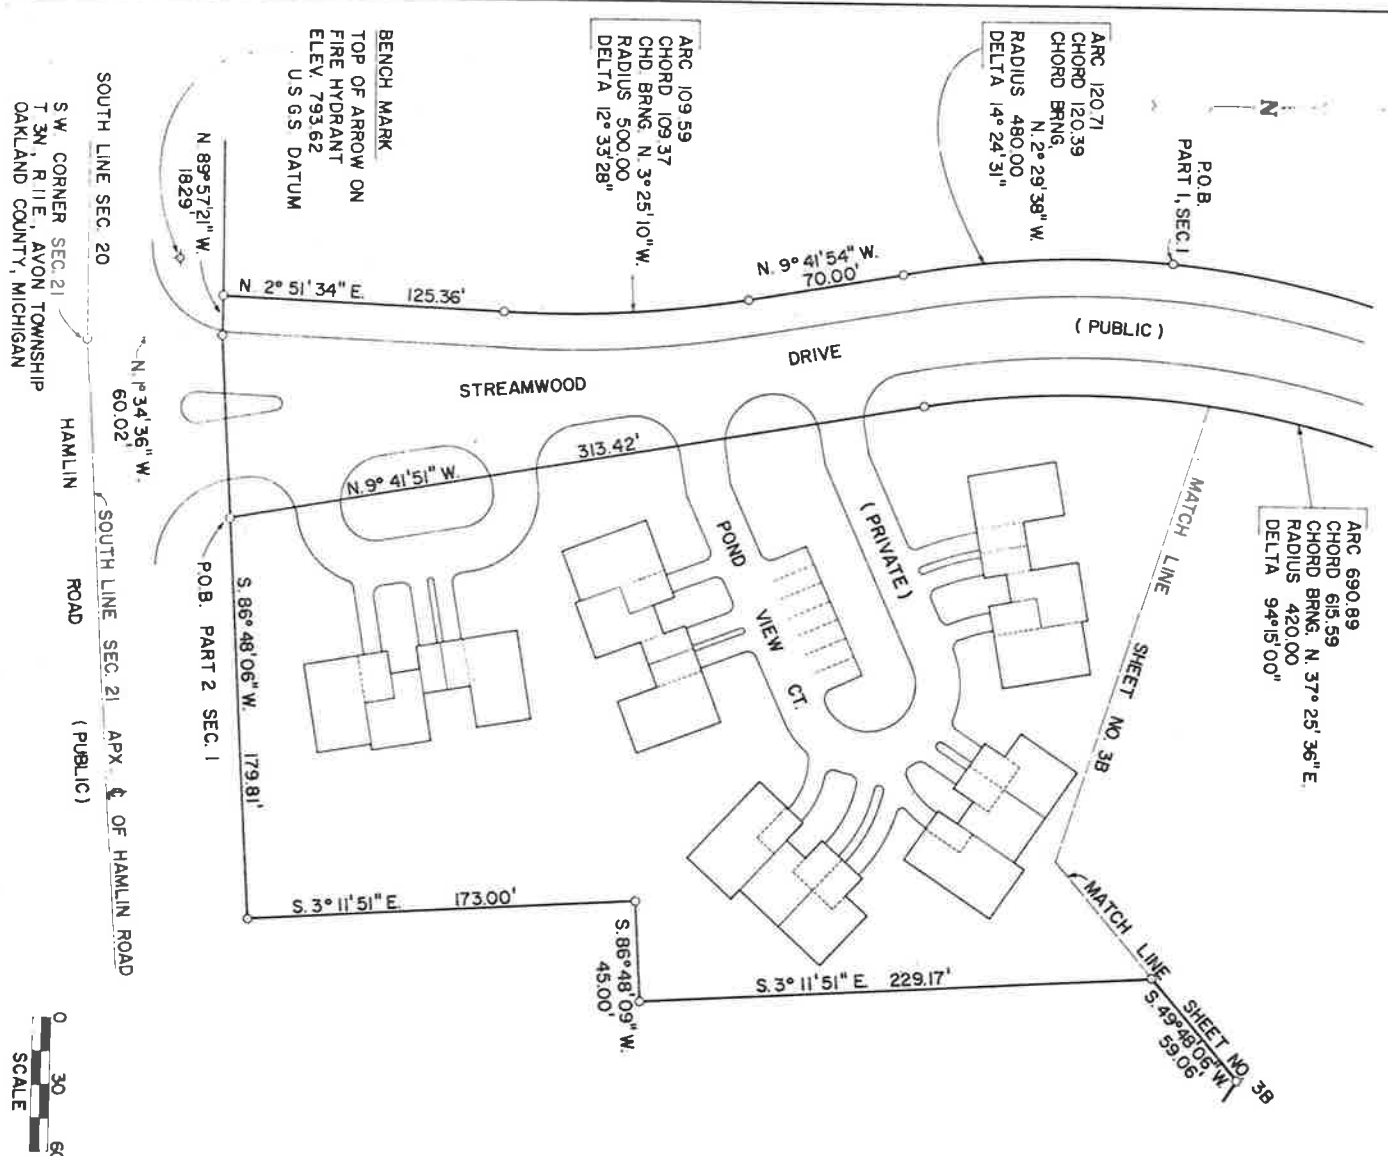 N
P.O.B.
PART 1, SEC. 1
ARC 120.71
CHORD 120.39
CHORD BRNG.
N. 2° 29' 38" W.
RADIUS 480.00
DELTA 14° 24' 31"
ARC 109.59
CHORD 109.37
CHD. BRNG. N. 3° 25' 10" W.
RADIUS 500.00
DELTA 12° 33' 28"
BENCH MARK
TOP OF ARROW ON
FIRE HYDRANT
ELEV. 793.62
U.S.G.S. DATUM
N. 89° 57' 21" W.
18.29'
SOUTH LINE SEC. 20
S.W. CORNER SEC. 21
T. 3N., R. 11E., AVON TOWNSHIP
OAKLAND COUNTY, MICHIGAN
N. 1° 34' 36" W.
60.02'
N. 2° 51' 34" E. 125.36'
N. 9° 41' 54" W.
70.00'
STREAMWOOD DRIVE (PUBLIC)
N. 9° 41' 51" W. 313.42'
ARC 690.89
CHORD 615.59
CHORD BRNG. N. 37° 25' 36" E.
RADIUS 420.00
DELTA 94° 15' 00"
MATCH LINE SHEET NO. 3B
(PRIVATE)
POND VIEW CT.
P.O.B. PART 2 SEC. 1
S. 86° 48' 06" W. 179.81'
HAMLIN ROAD (PUBLIC)
SOUTH LINE SEC. 21 APX. ℄ OF HAMLIN ROAD
S. 3° 11' 51" E. 173.00'
S. 86° 48' 09" W.
45.00'
S. 3° 11' 51" E. 229.17'
MATCH LINE SHEET NO. 3B
S. 49° 48' 06" W.
59.06'
0 30 60
SCALE